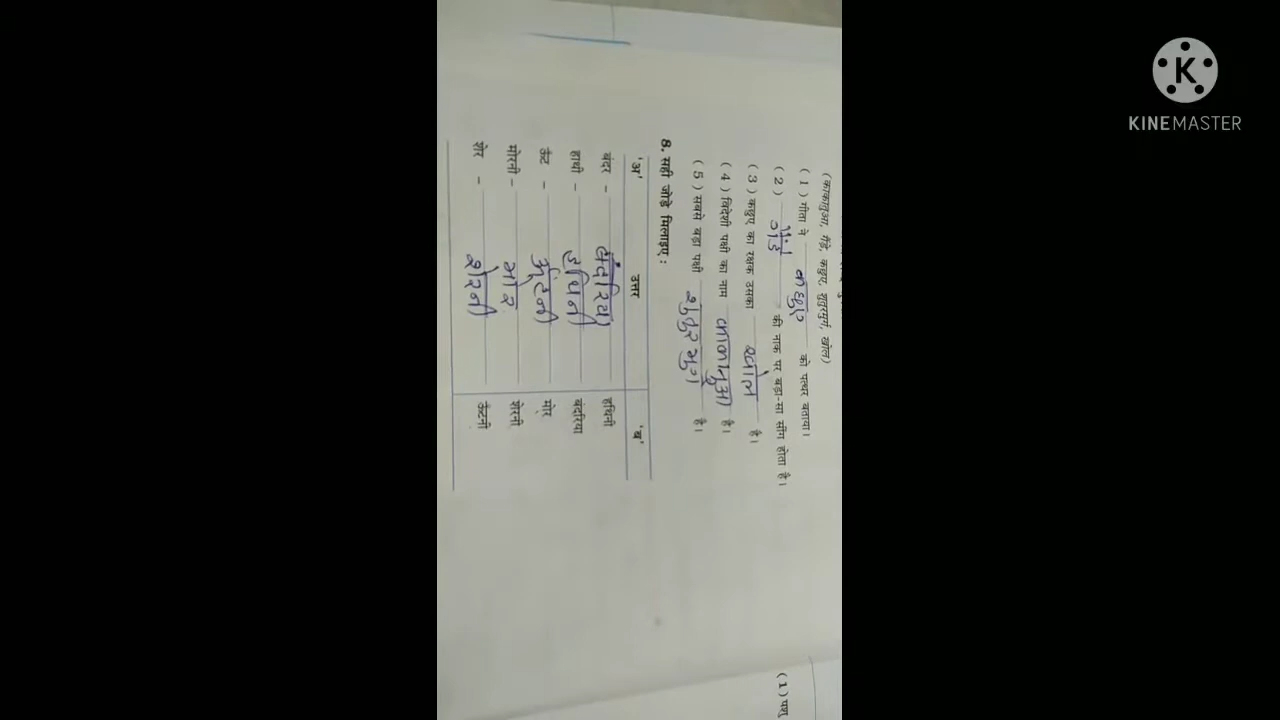 (काकातुआ, गैंडे, कछुए, शुतुरमुर्ग, खोल)
(1) गीता ने कछुए को पत्थर बताया।
(2) गैंडे की नाक पर बड़ा-सा सींग होता है।
(3) कछुए का रक्षक उसका खोल है।
(4) विदेशी पक्षी का नाम काकातुआ है।
(5) सबसे बड़ा पक्षी शुतुरमुर्ग है।
8. सही जोड़े मिलाइए :
'अ' उत्तर 'ब'
बंदर - बंदरिया हथिनी
हाथी - हथिनी बंदरिया
ऊँट - ऊंटनी मोर
मोरनी - मोर शेरनी
शेर - शेरनी ऊँटनी
(1) पशु
K
KINEMASTER